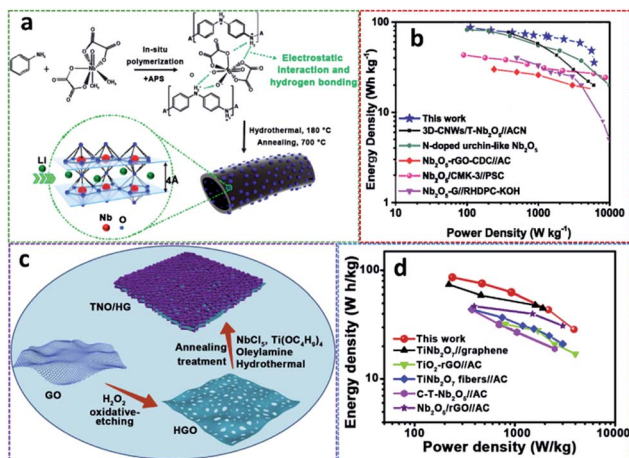 a
NH₂
+
Nb
OH₂
OH₂
In-situ
polymerization
+APS
A
A
Electrostatic
interaction and
hydrogen bonding
A
A
Hydrothermal, 180 °C
Annealing, 700 °C
Li
4Å
Nb
O
b
Energy Density (Wh kg⁻¹)
100
10
This work
3D-CNWs/T-Nb₂O₅//ACN
N-doped urchin-like Nb₂O₅
Nb₂O₅-rGO-CDC//AC
Nb₂O₅/CMK-3//PSC
Nb₂O₅-G//RHDPC-KOH
10
100
1000
10000
Power Density (W kg⁻¹)
c
TNO/HG
Annealing
treatment
NbCl₅, Ti(OC₄H₉)₄
Oleylamine
Hydrothermal
GO
H₂O₂
oxidative-
etching
HGO
d
Energy density (W h/kg)
100
10
This work
TiNb₂O₇//graphene
TiO₂-rGO//AC
TiNb₂O₇ fibers//AC
C-T-Nb₂O₅//AC
Nb₂O₅/rGO//AC
100
1000
10000
Power density (W/kg)